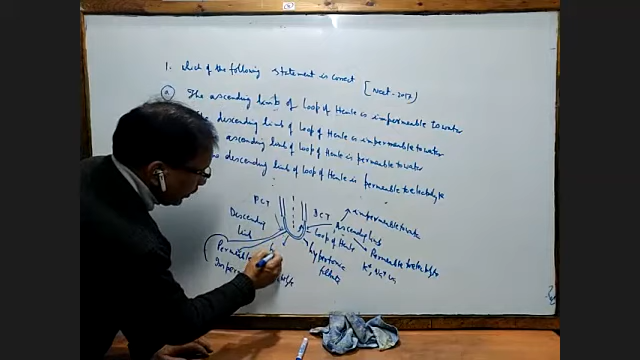 1. which of the following statement is correct [Neet-2017]
(a) The ascending limb of Loop of Henle is impermeable to water
The descending limb of Loop of Henle is impermeable to water
ascending limb of Loop of Henle is permeable to water
descending limb of Loop of Henle is permeable to electrolyte
PCT
DCT
impermeable to water
Descending limb
Ascending limb
Loop of Henle
Permeable
Permeable to electrolyte
hypertonic filtrate